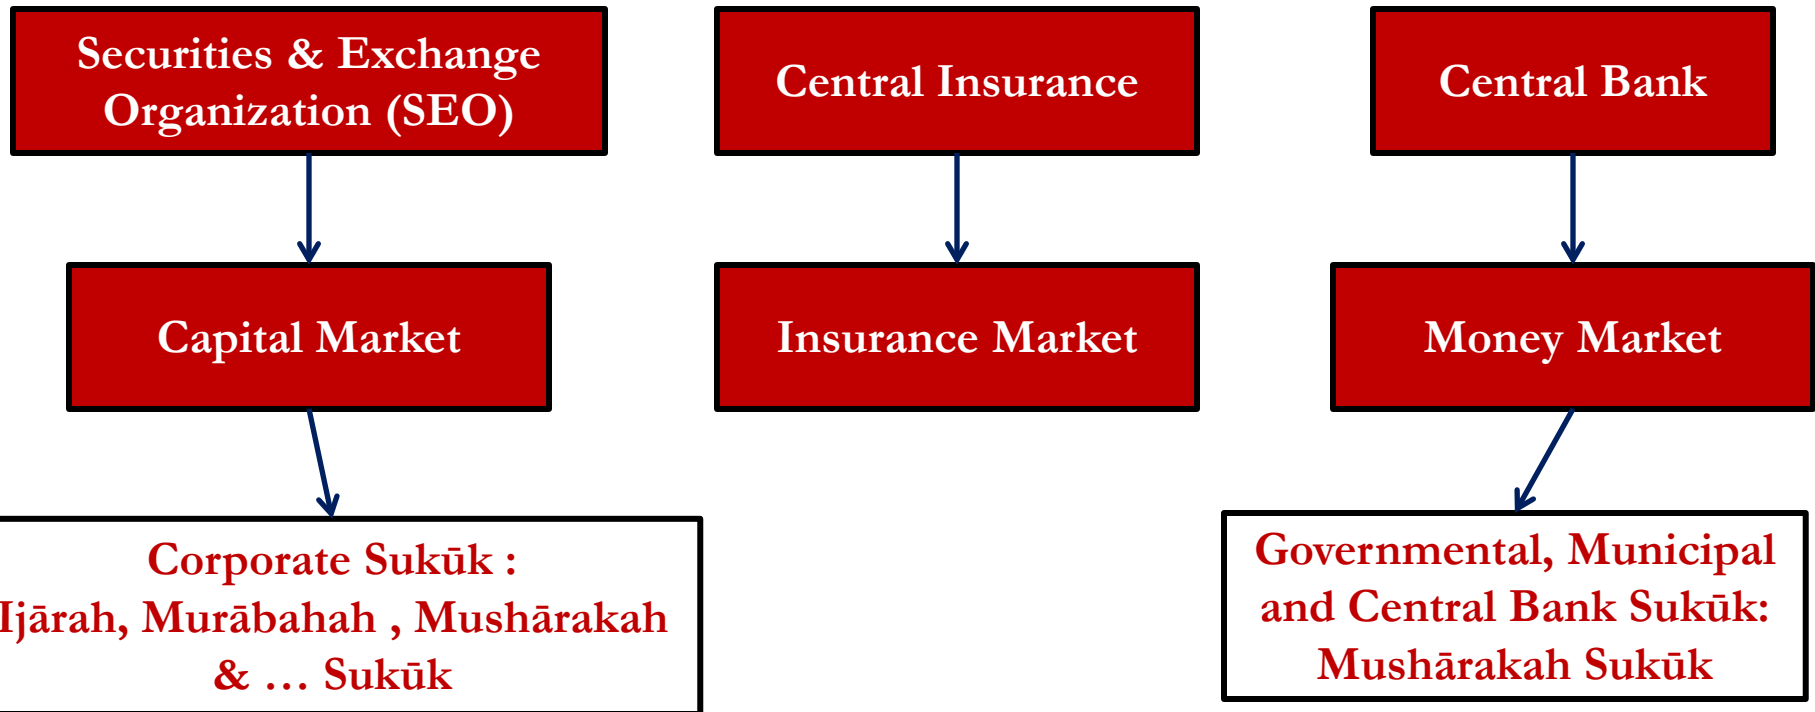 Securities & Exchange
Organization (SEO)
Central Insurance
Central Bank
Capital Market
Insurance Market
Money Market
Corporate Sukūk :
Ijārah, Murābahah , Mushārakah
& … Sukūk
Governmental, Municipal
and Central Bank Sukūk:
Mushārakah Sukūk